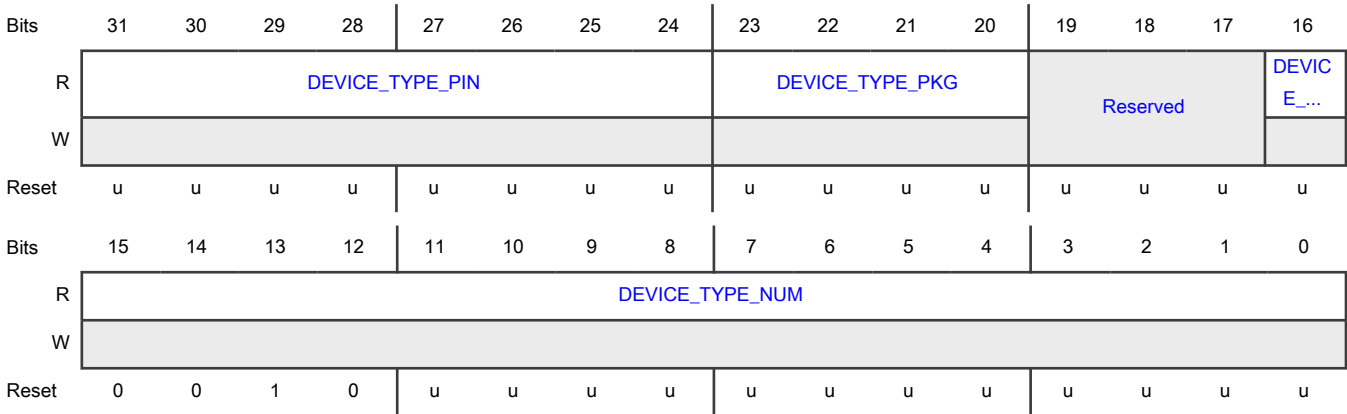 Bits 31 30 29 28 27 26 25 24 23 22 21 20 19 18 17 16
R DEVICE_TYPE_PIN DEVICE_TYPE_PKG Reserved DEVIC
E_...
W
Reset u u u u u u u u u u u u u u u u
Bits 15 14 13 12 11 10 9 8 7 6 5 4 3 2 1 0
R DEVICE_TYPE_NUM
W
Reset 0 0 1 0 u u u u u u u u u u u u